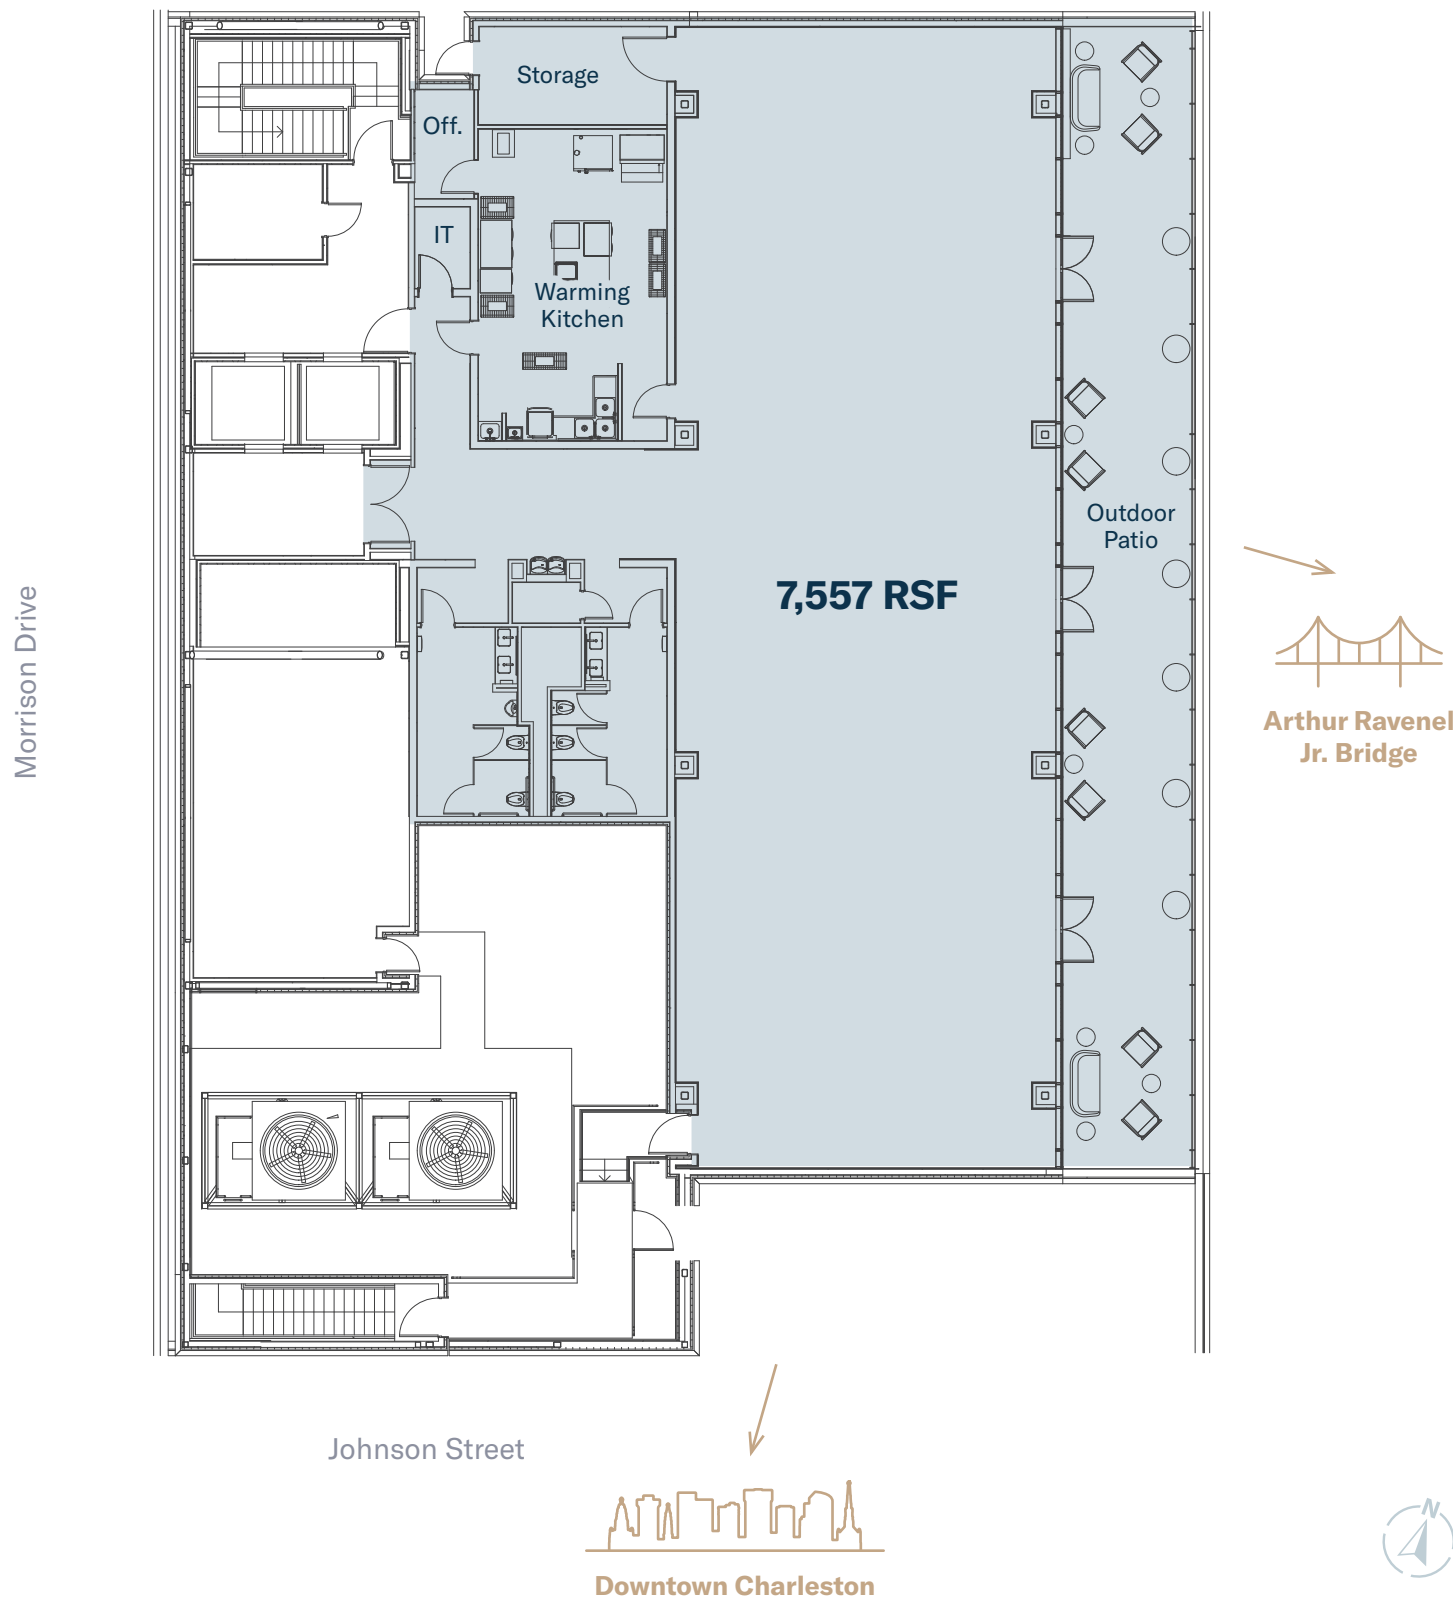 Storage
Off.
IT
Warming
Kitchen
Outdoor
Patio
7,557 RSF
Morrison Drive
Arthur Ravenel
Jr. Bridge
Johnson Street
Downtown Charleston
N